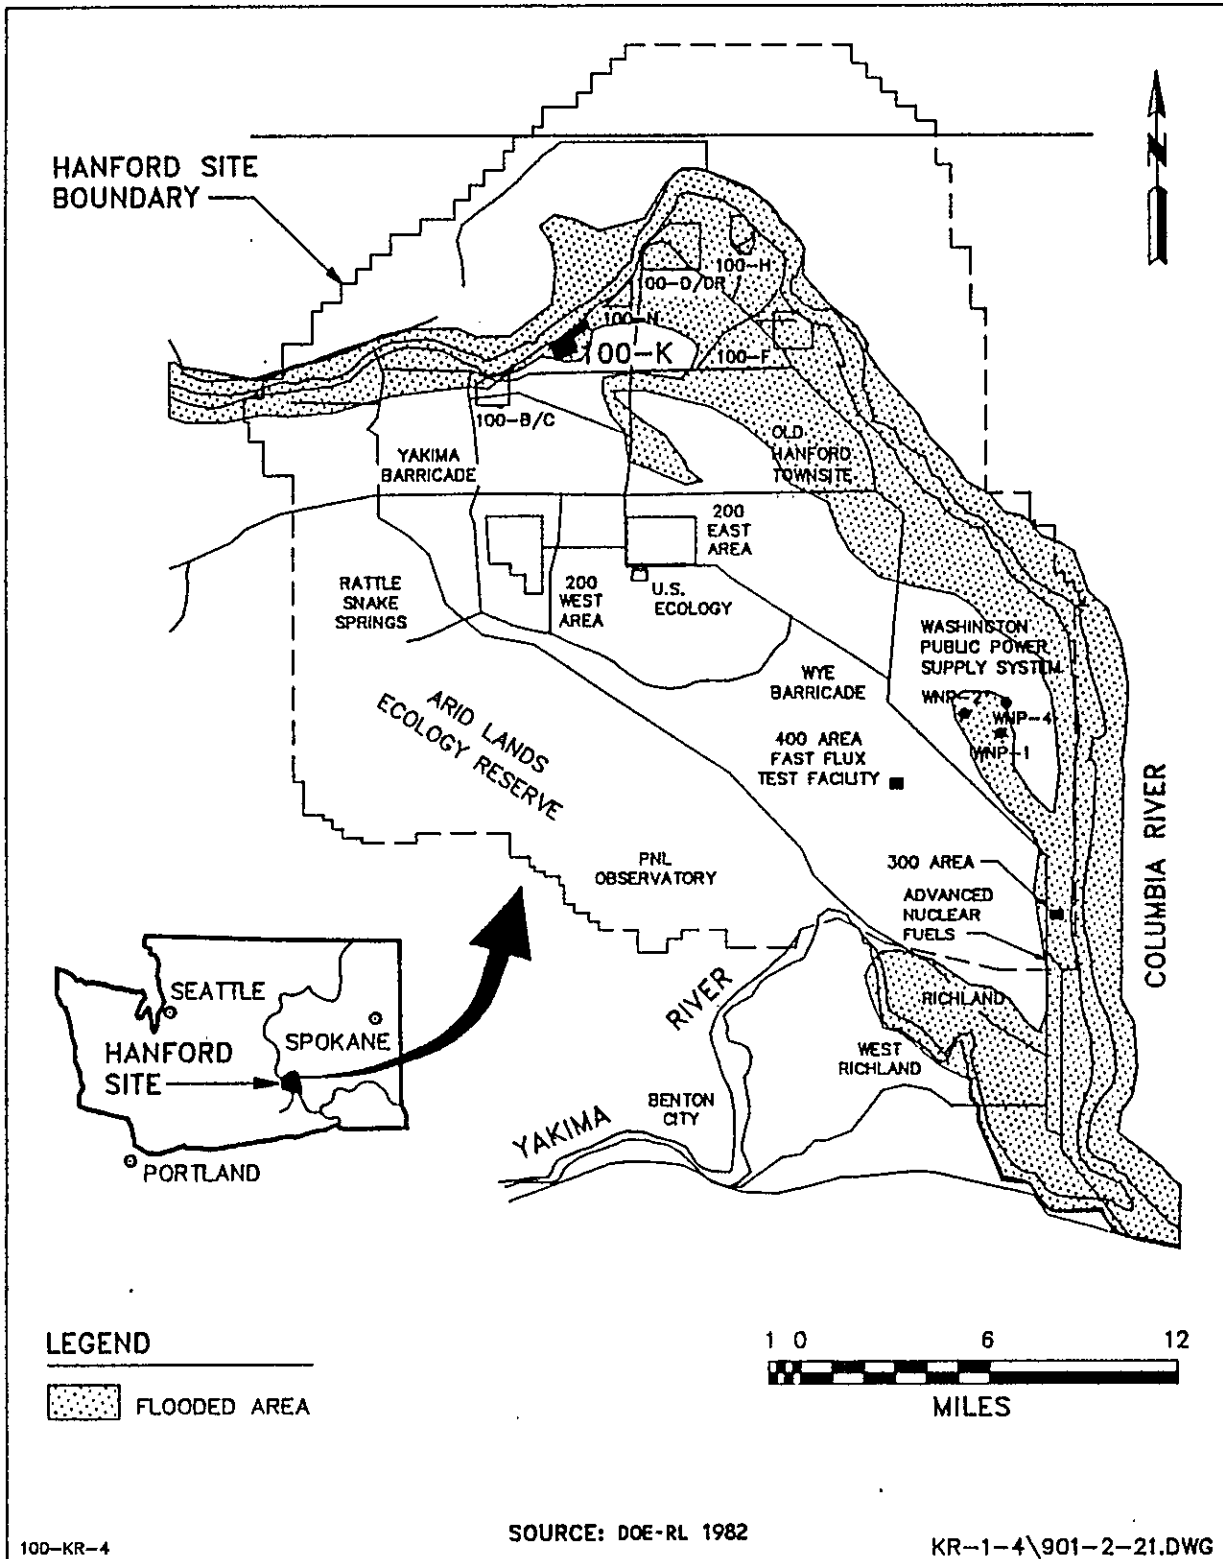 HANFORD SITE
BOUNDARY
N
100-H
00-D/DR
100-N
100-K
100-F
100-B/C
YAKIMA
BARRICADE
OLD
HANFORD
TOWNSITE
200
EAST
AREA
RATTLE
SNAKE
SPRINGS
200
WEST
AREA
U.S.
ECOLOGY
WASHINGTON
PUBLIC POWER
SUPPLY SYSTEM
WYE
BARRICADE
WNP-2
WNP-4
WNP-1
ARID LANDS
ECOLOGY RESERVE
400 AREA
FAST FLUX
TEST FACILITY
COLUMBIA RIVER
PNL
OBSERVATORY
300 AREA
ADVANCED
NUCLEAR
FUELS
RICHLAND
WEST
RICHLAND
YAKIMA RIVER
BENTON
CITY
SEATTLE
SPOKANE
HANFORD
SITE
PORTLAND
LEGEND
FLOODED AREA
1 0 6 12
MILES
SOURCE: DOE-RL 1982
100-KR-4
KR-1-4\901-2-21.DWG